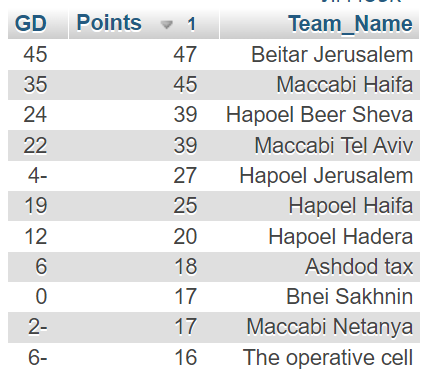 GD Points 1 Team_Name
45 47 Beitar Jerusalem
35 45 Maccabi Haifa
24 39 Hapoel Beer Sheva
22 39 Maccabi Tel Aviv
4- 27 Hapoel Jerusalem
19 25 Hapoel Haifa
12 20 Hapoel Hadera
6 18 Ashdod tax
0 17 Bnei Sakhnin
2- 17 Maccabi Netanya
6- 16 The operative cell